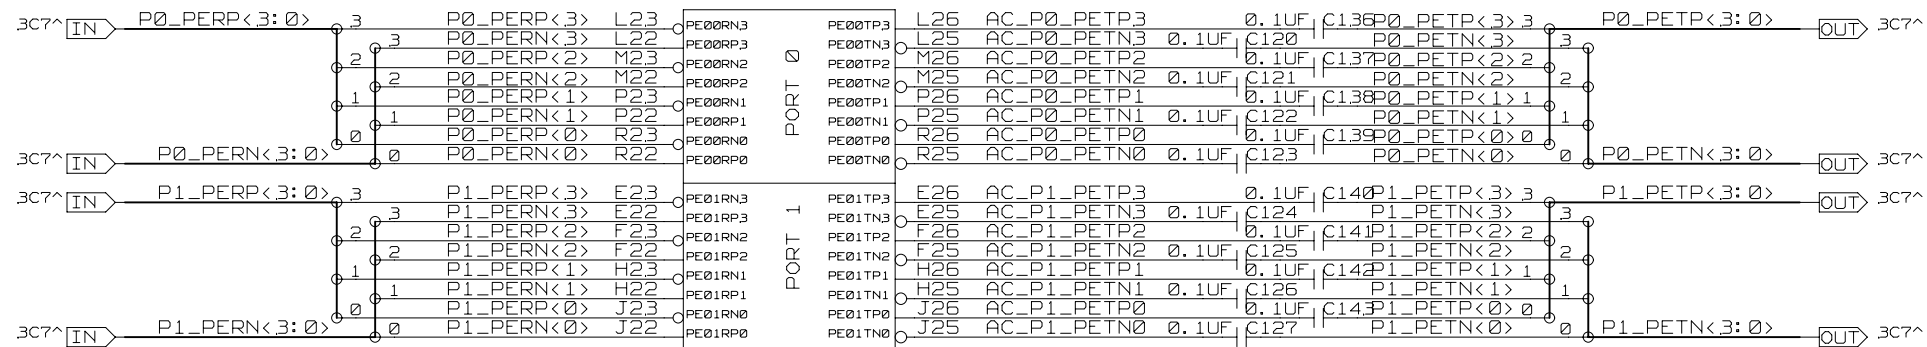 3C7^ IN P0_PERP<3:0> 3 P0_PERP<3> L23 PE00RN3 PE00TP3 L26 AC_P0_PETP3 0.1UF C136 P0_PETP<3> 3 P0_PETP<3:0> OUT 3C7^
3 P0_PERN<3> L22 PE00RP3 PE00TN3 L25 AC_P0_PETN3 0.1UF C120 P0_PETN<3> 3
2 P0_PERP<2> M23 PE00RN2 PE00TP2 M26 AC_P0_PETP2 0.1UF C137 P0_PETP<2> 2
2 P0_PERN<2> M22 PE00RP2 PE00TN2 M25 AC_P0_PETN2 0.1UF C121 P0_PETN<2> 2
PORT 0
1 P0_PERP<1> P23 PE00RN1 PE00TP1 P26 AC_P0_PETP1 0.1UF C138 P0_PETP<1> 1
1 P0_PERN<1> P22 PE00RP1 PE00TN1 P25 AC_P0_PETN1 0.1UF C122 P0_PETN<1> 1
0 P0_PERP<0> R23 PE00RN0 PE00TP0 R26 AC_P0_PETP0 0.1UF C139 P0_PETP<0> 0
3C7^ IN P0_PERN<3:0> 0 P0_PERN<0> R22 PE00RP0 PE00TN0 R25 AC_P0_PETN0 0.1UF C123 P0_PETN<0> 0 P0_PETN<3:0> OUT 3C7^
3C7^ IN P1_PERP<3:0> 3 P1_PERP<3> E23 PE01RN3 PE01TP3 E26 AC_P1_PETP3 0.1UF C140 P1_PETP<3> 3 P1_PETP<3:0> OUT 3C7^
3 P1_PERN<3> E22 PE01RP3 PE01TN3 E25 AC_P1_PETN3 0.1UF C124 P1_PETN<3> 3
2 P1_PERP<2> F23 PE01RN2 PE01TP2 F26 AC_P1_PETP2 0.1UF C141 P1_PETP<2> 2
2 P1_PERN<2> F22 PE01RP2 PE01TN2 F25 AC_P1_PETN2 0.1UF C125 P1_PETN<2> 2
PORT 1
1 P1_PERP<1> H23 PE01RN1 PE01TP1 H26 AC_P1_PETP1 0.1UF C142 P1_PETP<1> 1
1 P1_PERN<1> H22 PE01RP1 PE01TN1 H25 AC_P1_PETN1 0.1UF C126 P1_PETN<1> 1
0 P1_PERP<0> J23 PE01RN0 PE01TP0 J26 AC_P1_PETP0 0.1UF C143 P1_PETP<0> 0
3C7^ IN P1_PERN<3:0> 0 P1_PERN<0> J22 PE01RP0 PE01TN0 J25 AC_P1_PETN0 0.1UF C127 P1_PETN<0> 0 P1_PETN<3:0> OUT 3C7^